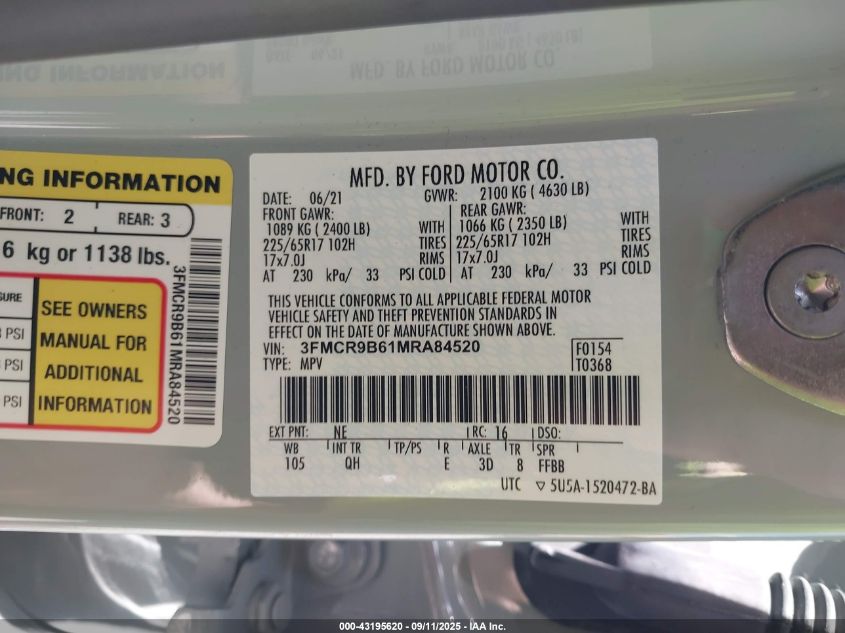 NG INFORMATION
FRONT: 2 REAR: 3
6 kg or 1138 lbs.
SURE
PSI
PSI
PSI
SEE OWNERS
MANUAL FOR
ADDITIONAL
INFORMATION
3FMCR9B61MRA84520
MFD. BY FORD MOTOR CO.
DATE: 06/21 GVWR: 2100 KG ( 4630 LB)
FRONT GAWR: REAR GAWR:
1089 KG ( 2400 LB) WITH 1066 KG ( 2350 LB) WITH
225/65R17 102H TIRES 225/65R17 102H TIRES
17x7.0J RIMS 17x7.0J RIMS
AT 230 kPa/ 33 PSI COLD AT 230 kPa/ 33 PSI COLD
THIS VEHICLE CONFORMS TO ALL APPLICABLE FEDERAL MOTOR
VEHICLE SAFETY AND THEFT PREVENTION STANDARDS IN
EFFECT ON THE DATE OF MANUFACTURE SHOWN ABOVE.
VIN: 3FMCR9B61MRA84520 F0154
TYPE: MPV T0368
EXT PNT: NE RC: 16 DSO:
WB INT TR TP/PS R AXLE TR SPR
105 QH E 3D 8 FFBB
UTC ▽ 5U5A-1520472-BA
000-43195620 - 09/11/2025 - IAA Inc.